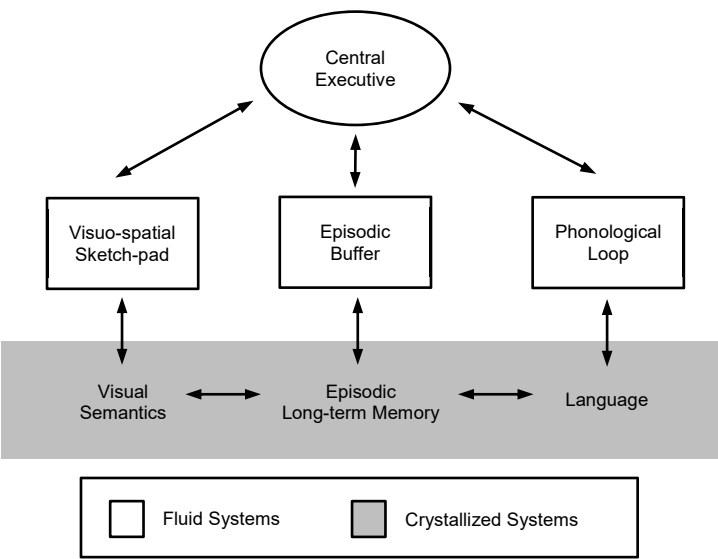 Central
Executive
Visuo-spatial
Sketch-pad
Episodic
Buffer
Phonological
Loop
Visual
Semantics
Episodic
Long-term Memory
Language
Fluid Systems
Crystallized Systems